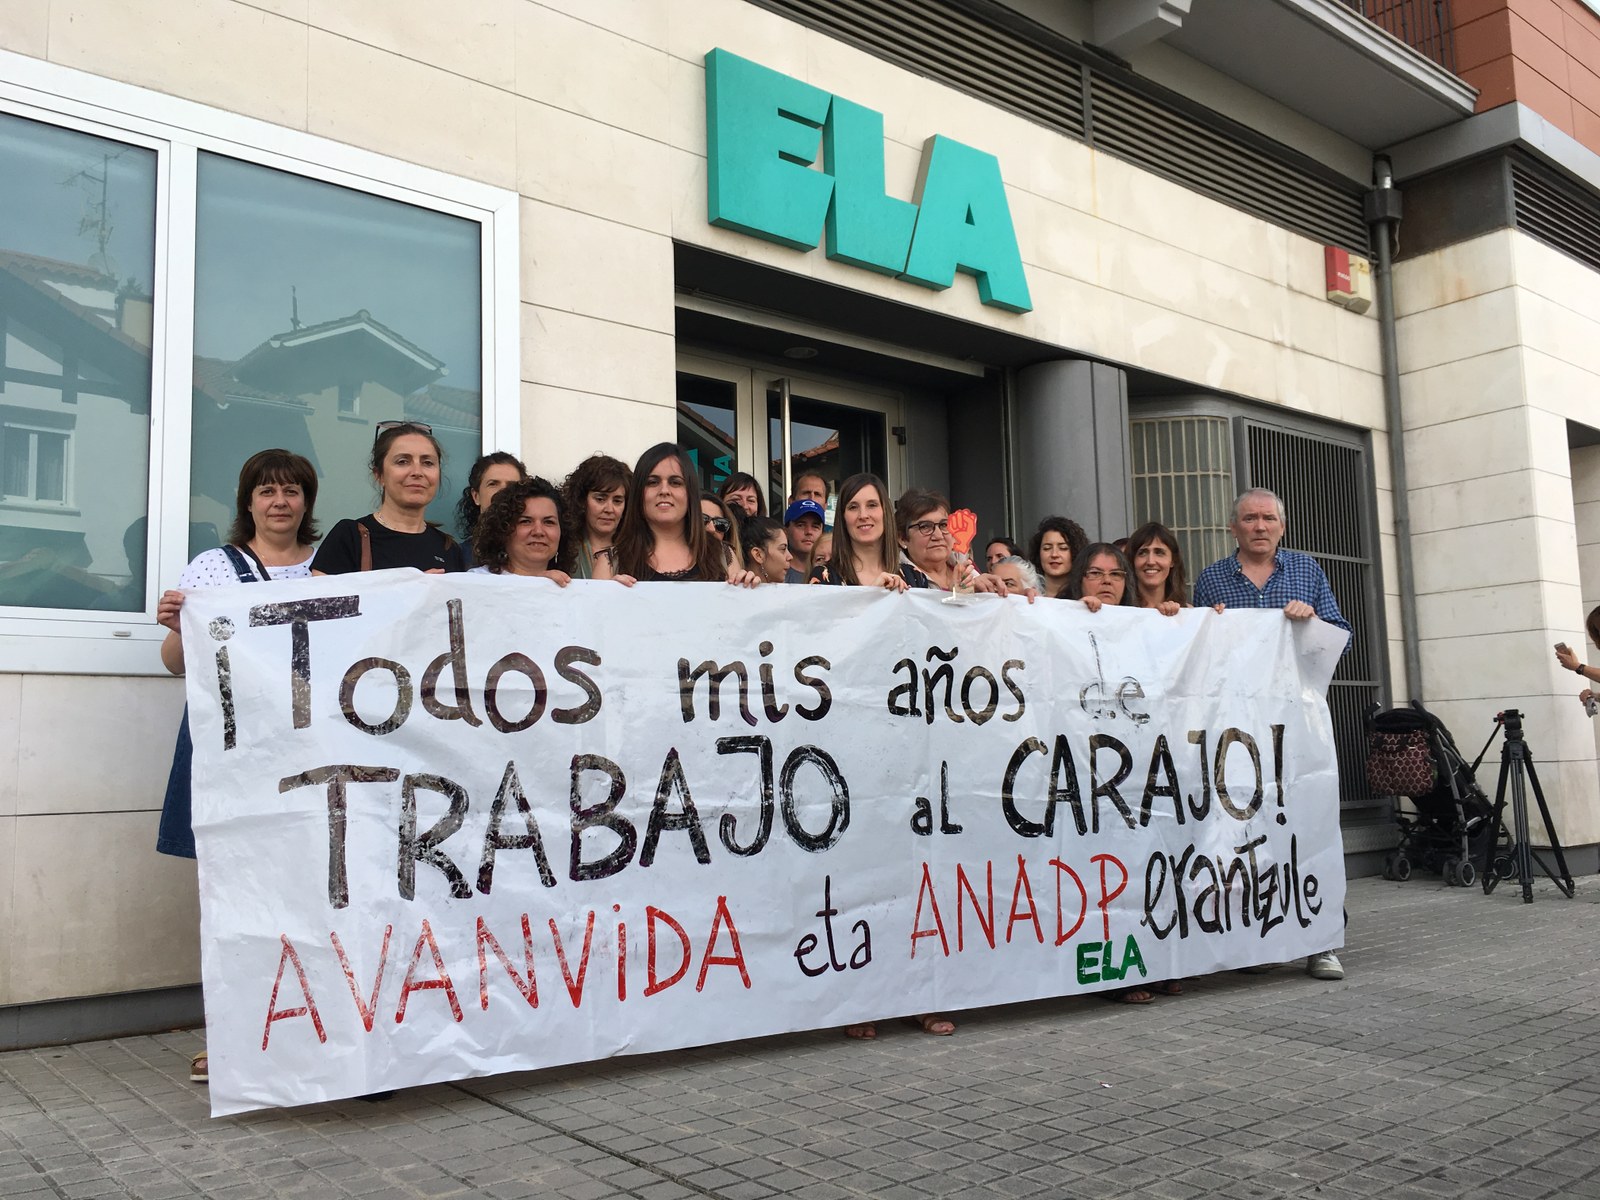 ELA
¡Todos mis años de
TRABAJO al CARAJO!
AVANVIDA eta ANADP erantzule
ELA